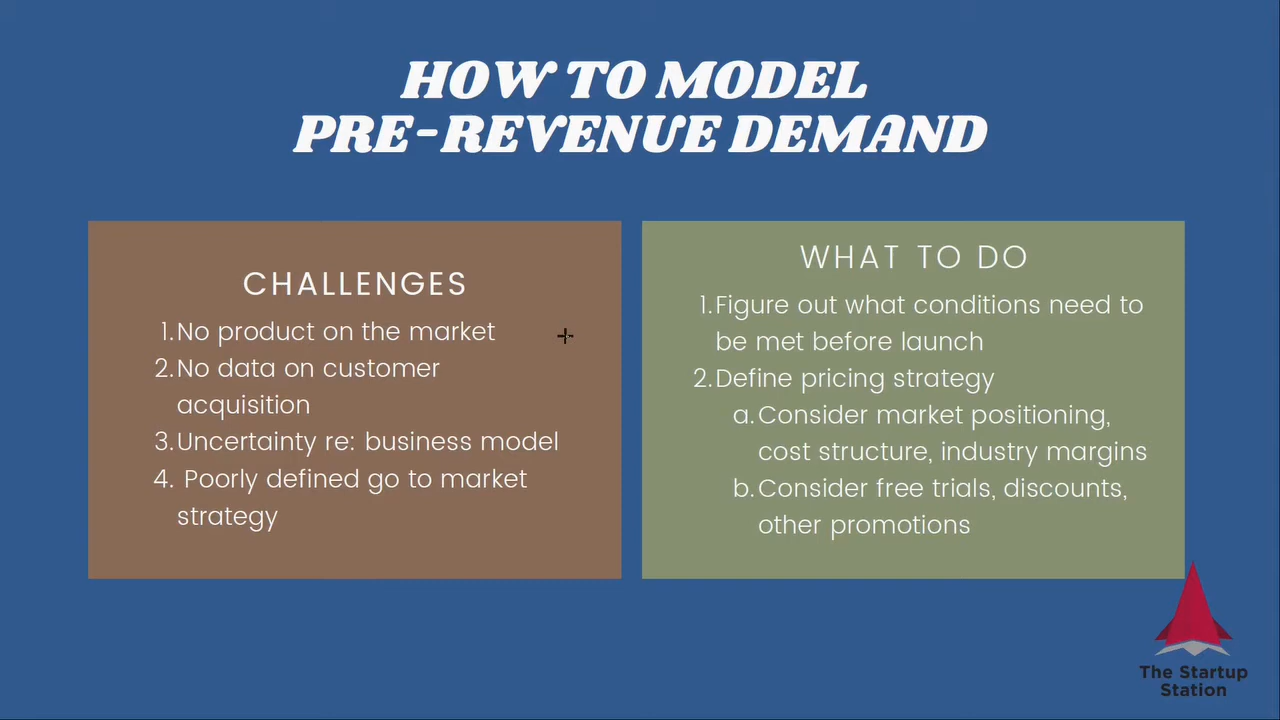 HOW TO MODEL
PRE-REVENUE DEMAND
CHALLENGES
1. No product on the market
2. No data on customer
acquisition
3. Uncertainty re: business model
4. Poorly defined go to market
strategy
WHAT TO DO
1. Figure out what conditions need to
be met before launch
2. Define pricing strategy
a. Consider market positioning,
cost structure, industry margins
b. Consider free trials, discounts,
other promotions
The Startup
Station